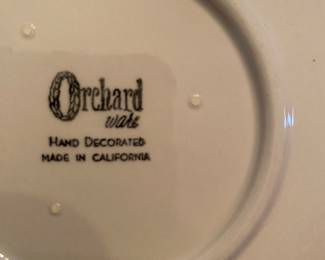 Orchard
ware
HAND DECORATED
MADE IN CALIFORNIA